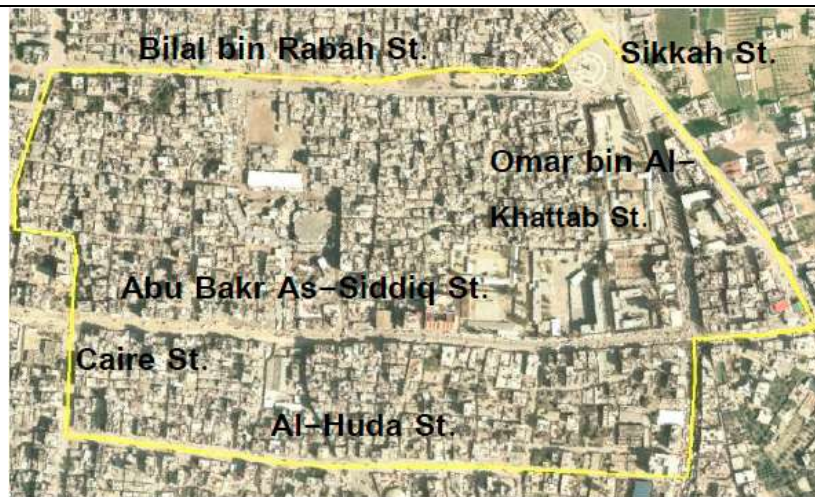 Bilal bin Rabah St.
Sikkah St.
Omar bin Al-
Khattab St.
Abu Bakr As-Siddiq St.
Caire St.
Al-Huda St.